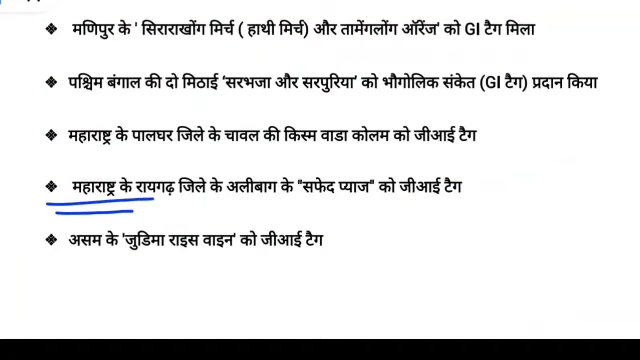 ❖ मणिपुर के ' सिराराखोंग मिर्च ( हाथी मिर्च) और तामेंगलोंग ऑरेंज' को GI टैग मिला
❖ पश्चिम बंगाल की दो मिठाई ‘सरभजा और सरपुरिया’ को भौगोलिक संकेत (GI टैग) प्रदान किया
❖ महाराष्ट्र के पालघर जिले के चावल की किस्म वाडा कोलम को जीआई टैग
❖ महाराष्ट्र के रायगढ़ जिले के अलीबाग के "सफेद प्याज" को जीआई टैग
❖ असम के 'जुडिमा राइस वाइन' को जीआई टैग